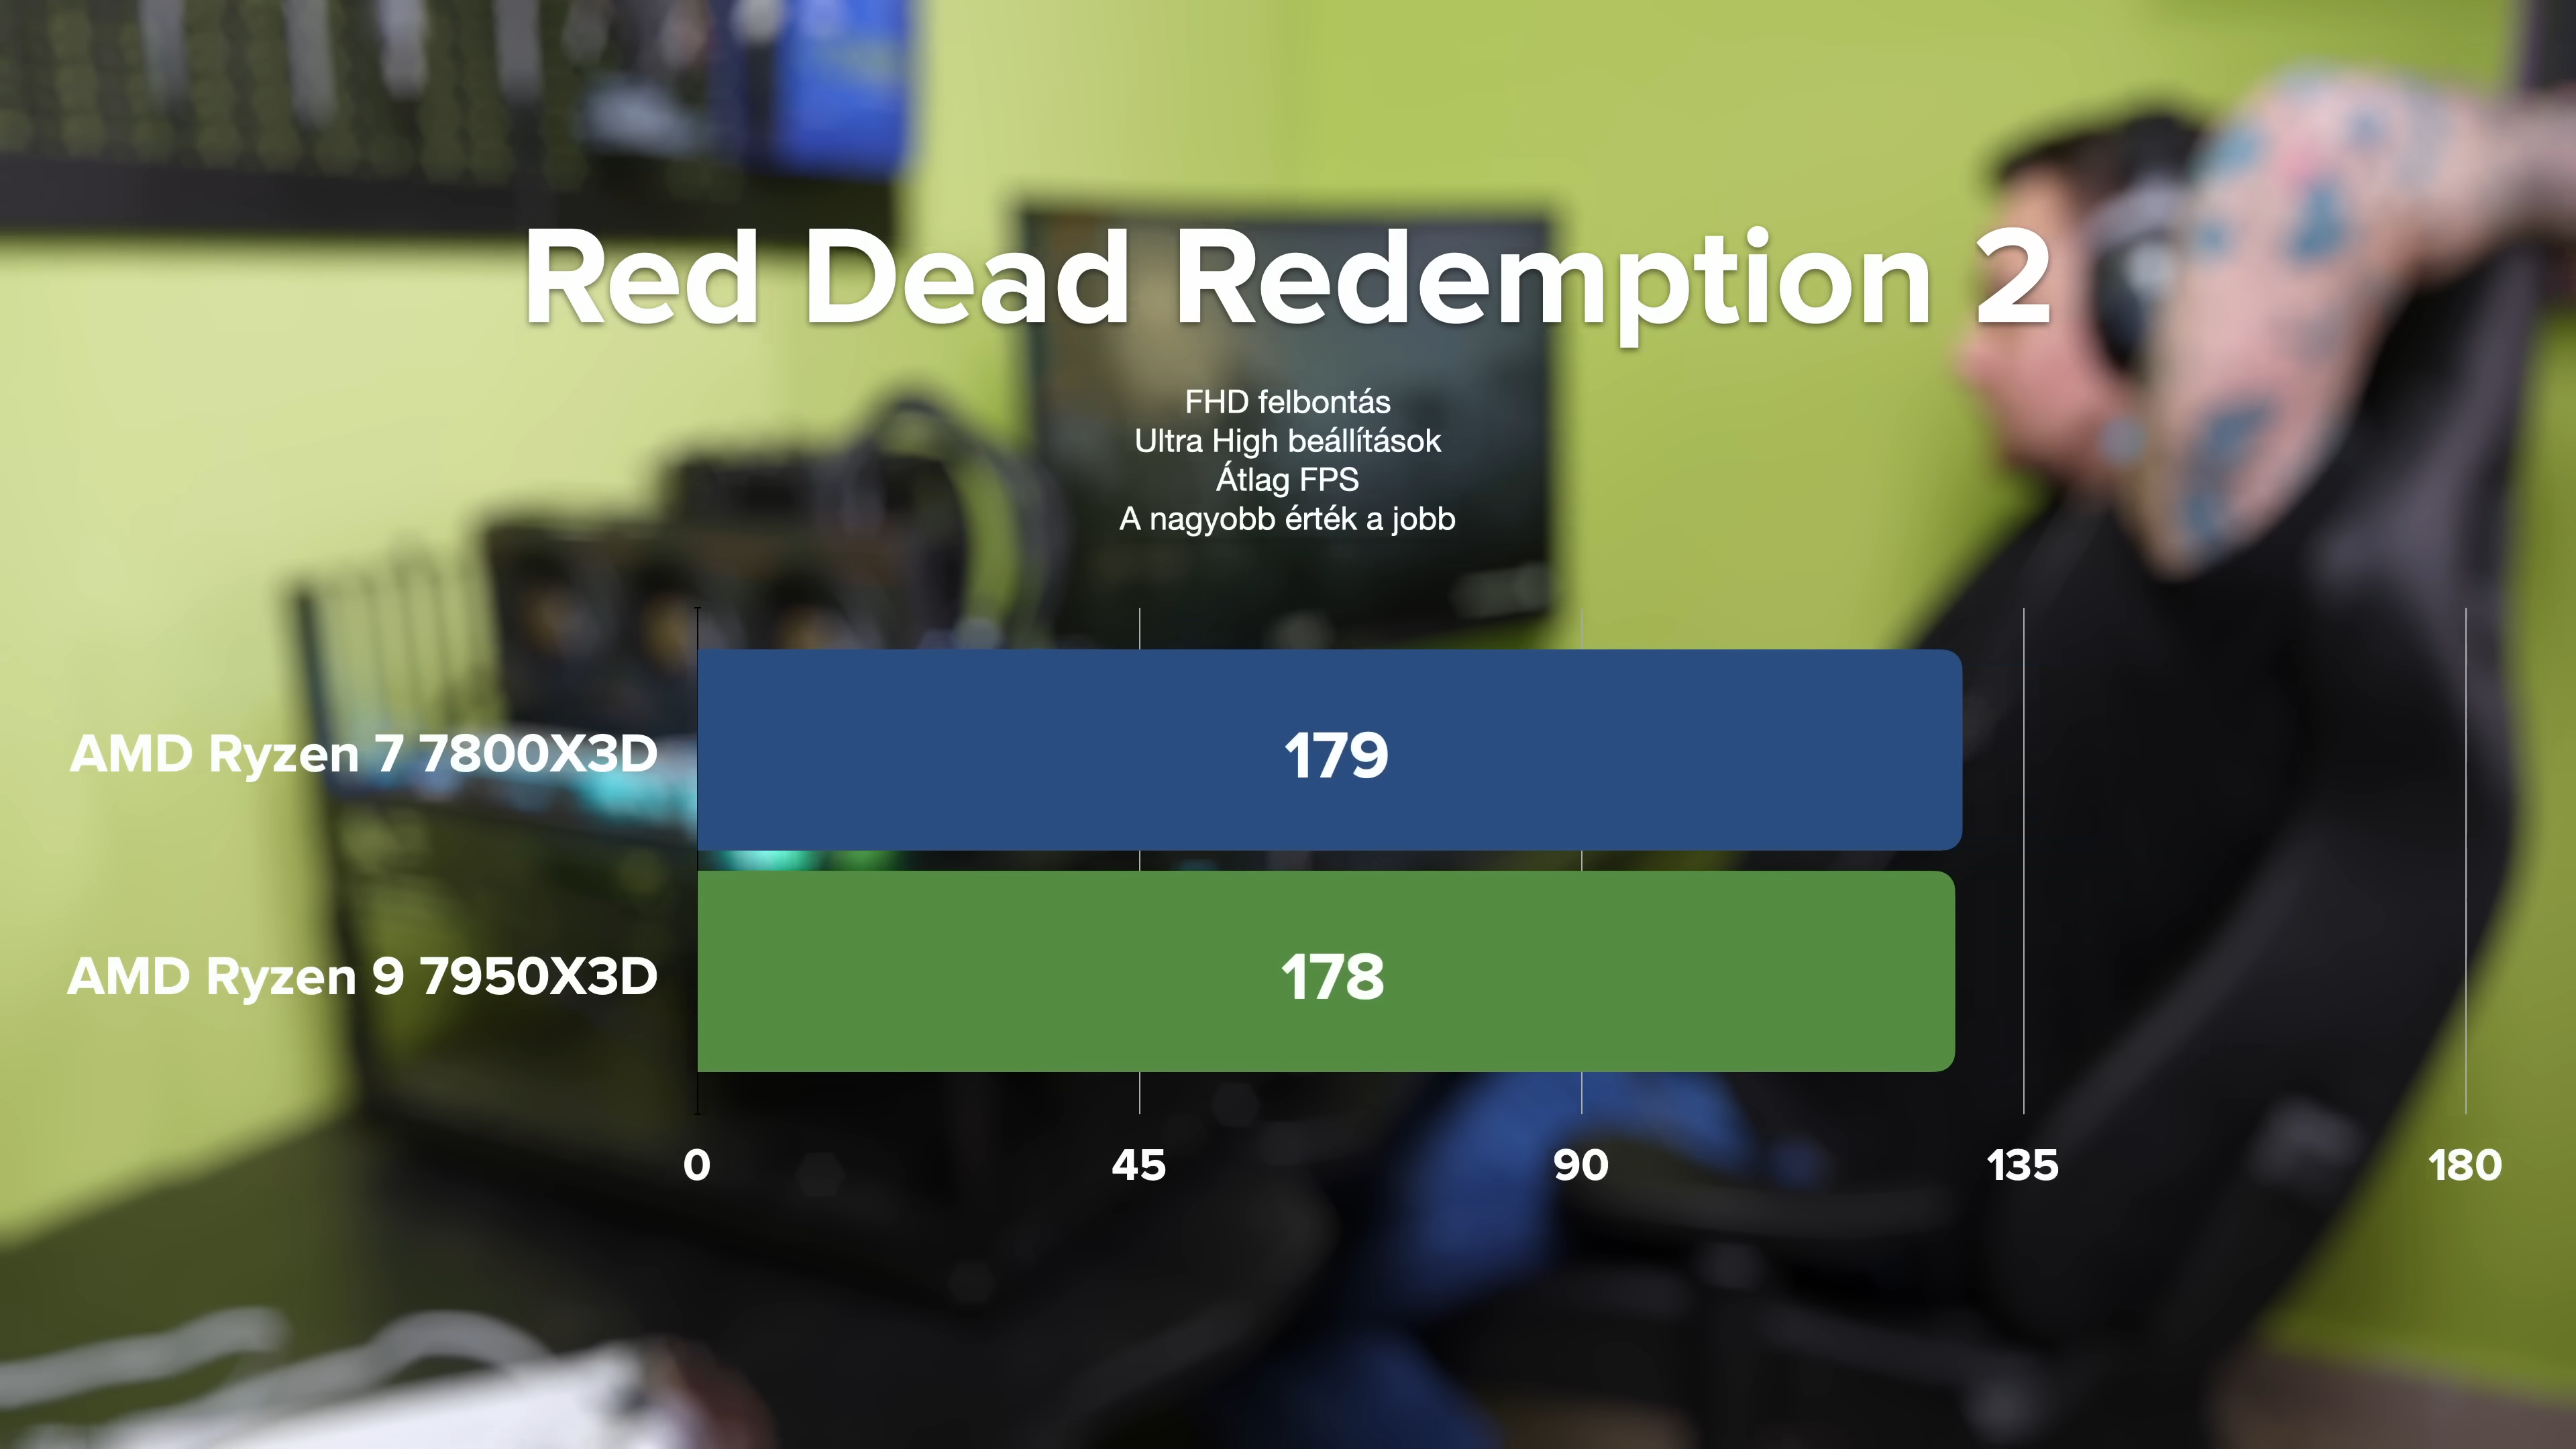 Red Dead Redemption 2
FHD felbontás
Ultra High beállítások
Átlag FPS
A nagyobb érték a jobb
AMD Ryzen 7 7800X3D
179
AMD Ryzen 9 7950X3D
178
0
45
90
135
180